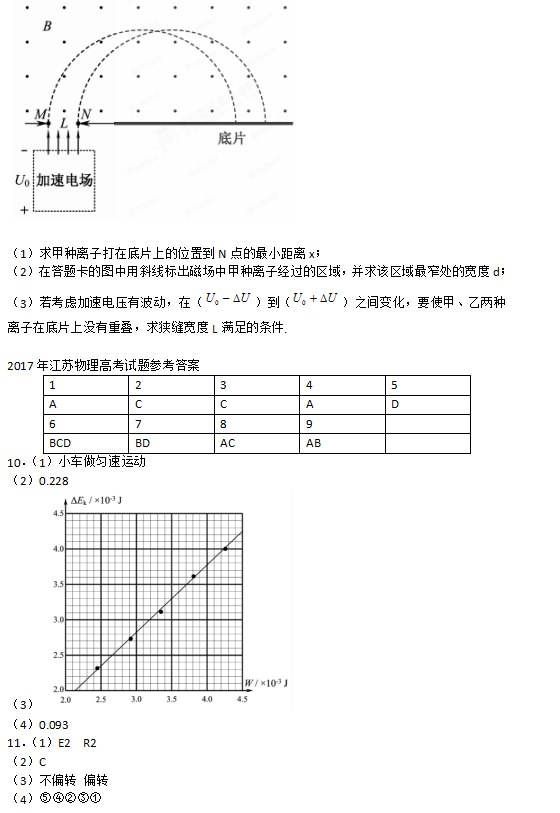 B
M L N
底片
−
U₀ 加速电场
+
（1）求甲种离子打在底片上的位置到 N 点的最小距离 x；
（2）在答题卡的图中用斜线标出磁场中甲种离子经过的区域，并求该区域最窄处的宽度 d；
（3）若考虑加速电压有波动，在（U₀−ΔU）到（U₀+ΔU）之间变化，要使甲、乙两种
离子在底片上没有重叠，求狭缝宽度 L 满足的条件.
2017 年江苏物理高考试题参考答案
1 2 3 4 5
A C C A D
6 7 8 9
BCD BD AC AB
10.（1）小车做匀速运动
（2）0.228
ΔEk / ×10⁻³ J
4.5
4.0
3.5
3.0
2.5
2.0
W / ×10⁻³ J
2.0 2.5 3.0 3.5 4.0 4.5
（3）
（4）0.093
11.（1）E2 R2
（2）C
（3）不偏转 偏转
（4）⑤④②③①